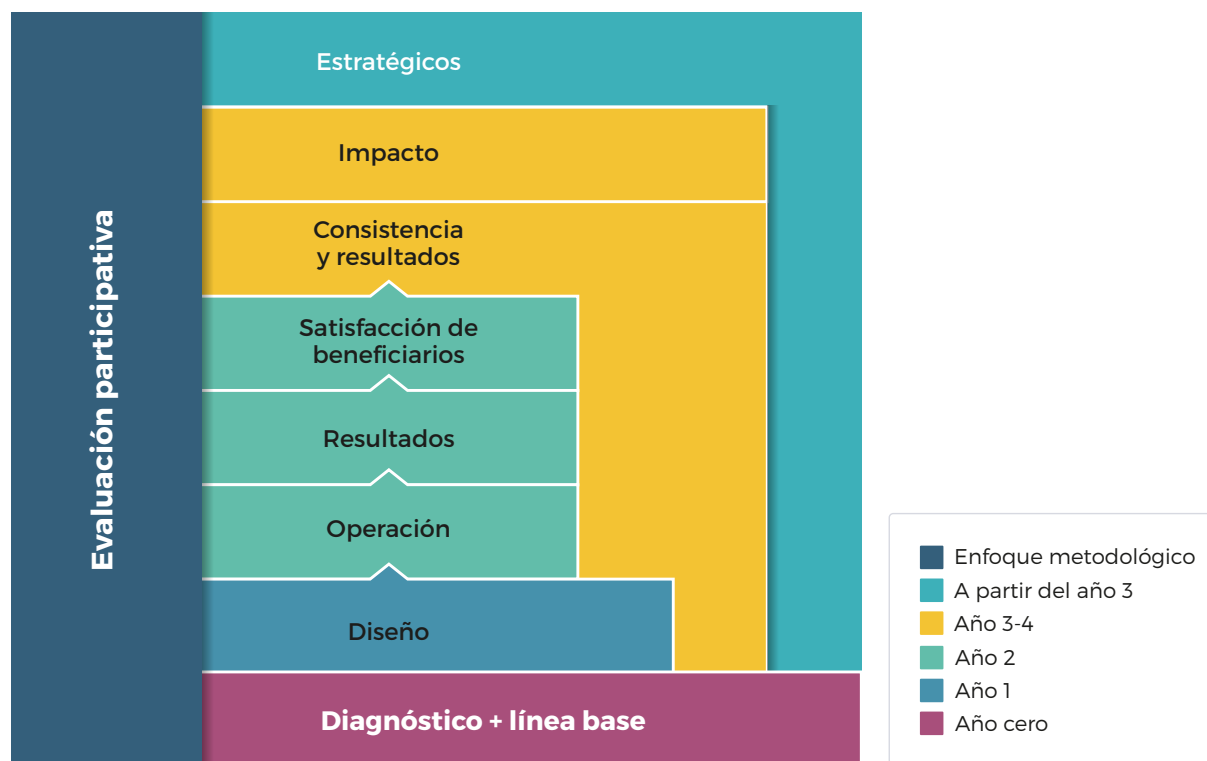 Evaluación participativa
Estratégicos
Impacto
Consistencia
y resultados
Satisfacción de
beneficiarios
Resultados
Operación
Diseño
Diagnóstico + línea base
Enfoque metodológico
A partir del año 3
Año 3-4
Año 2
Año 1
Año cero